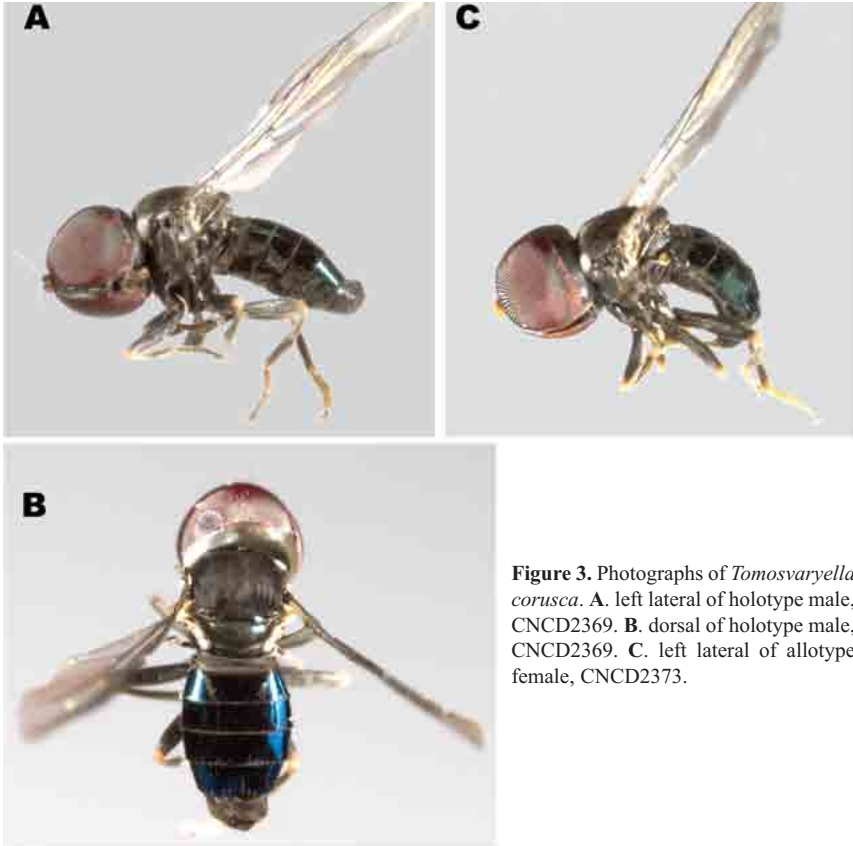 A
C
B
Figure 3. Photographs of Tomosvaryella
corusca. A. left lateral of holotype male,
CNCD2369. B. dorsal of holotype male,
CNCD2369. C. left lateral of allotype
female, CNCD2373.